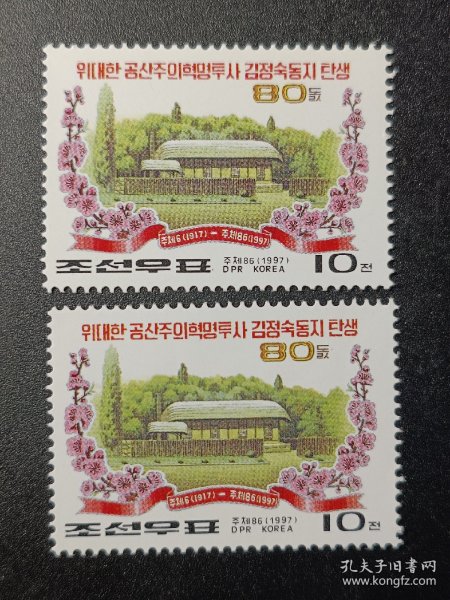 위대한 공산주의혁명투사 김정숙동지 탄생
80돐
주체6(1917) - 주체86(1997)
조선우표
주체86(1997)
DPR KOREA
10전
위대한 공산주의혁명투사 김정숙동지 탄생
80돐
주체6(1917) - 주체86(1997)
조선우표
주체86(1997)
DPR KOREA
10전
孔夫子旧书网
www.kongfz.com